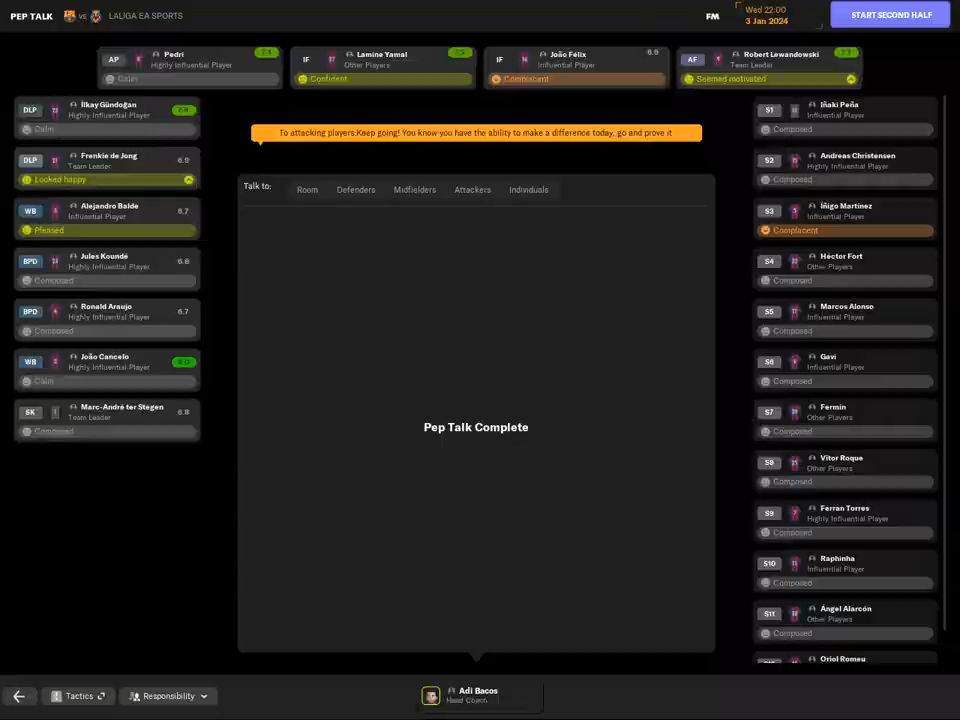 PEP TALK
VS
LALIGA EA SPORTS
FM
Wed 22:00
3 Jan 2024
START SECOND HALF
AP
Pedri
Highly Influential Player
Calm
IF
Lamine Yamal
Other Players
Confident
IF
João Félix
6.9
Influential Player
Complacent
AF
Robert Lewandowski
Team Leader
Seemed motivated
DLP
İlkay Gündoğan
Highly Influential Player
Calm
DLP
Frenkie de Jong
6.9
Team Leader
Looked happy
WB
Alejandro Balde
6.7
Influential Player
Pleased
BPD
Jules Koundé
6.8
Highly Influential Player
Composed
BPD
Ronald Araujo
6.7
Highly Influential Player
Composed
WB
João Cancelo
Highly Influential Player
Calm
SK
Marc-André ter Stegen
6.8
Team Leader
Composed
To attacking players:Keep going! You know you have the ability to make a difference today, go and prove it
Talk to:
Room
Defenders
Midfielders
Attackers
Individuals
Pep Talk Complete
S1
Iñaki Peña
Influential Player
Composed
S2
Andreas Christensen
Influential Player
Composed
S3
Íñigo Martínez
Influential Player
Complacent
S4
Héctor Fort
Other Players
Composed
S5
Marcos Alonso
Influential Player
Composed
S6
Gavi
Influential Player
Composed
S7
Fermín
Other Players
Composed
S8
Vitor Roque
Other Players
Composed
S9
Ferran Torres
Highly Influential Player
Composed
S10
Raphinha
Influential Player
Composed
S11
Ángel Alarcón
Other Players
Composed
Oriol Romeu
Tactics
Responsibility
Adi Bacos
Head Coach